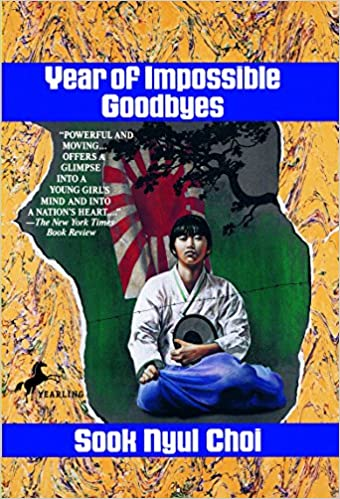 Year of Impossible
Goodbyes
"POWERFUL AND
MOVING...
OFFERS A
GLIMPSE
INTO A
YOUNG GIRL'S
MIND AND INTO
A NATION'S HEART...."
—The New York Times
Book Review
YEARLING
Sook Nyul Choi